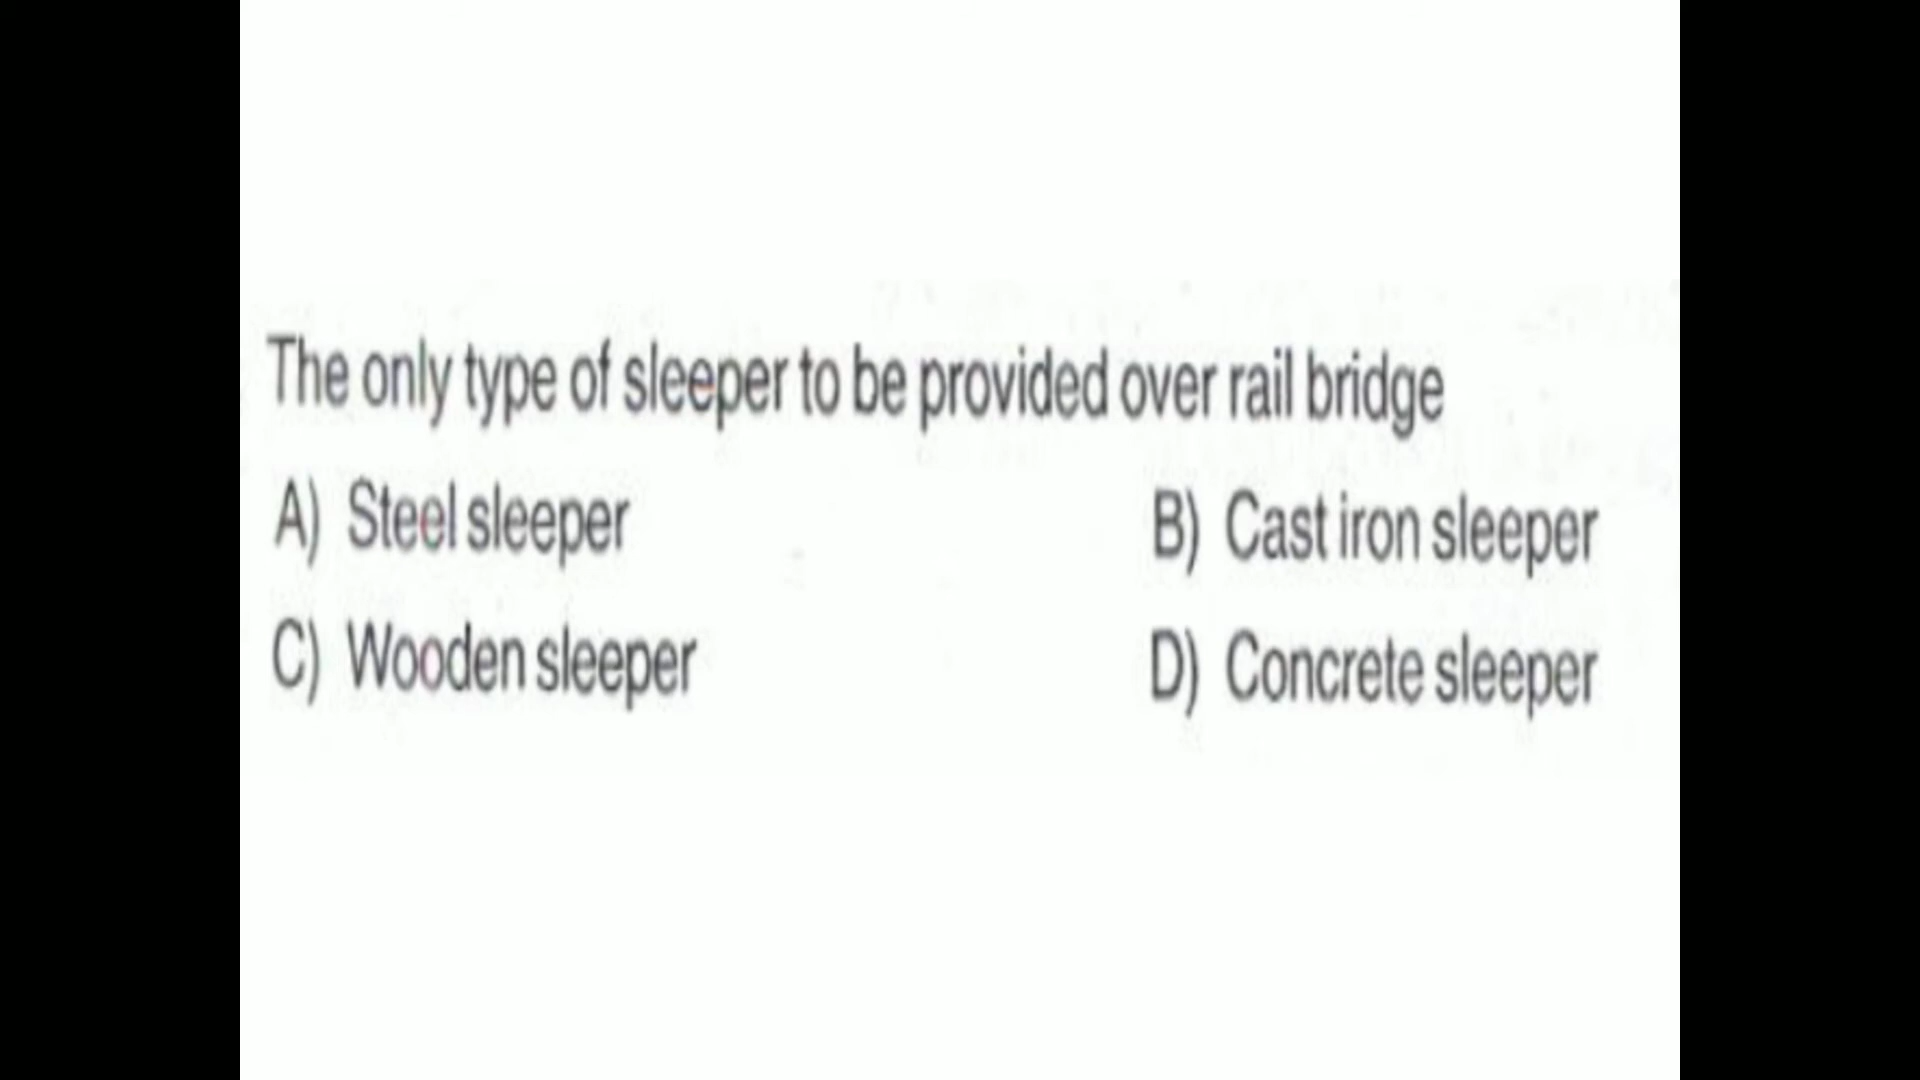 The only type of sleeper to be provided over rail bridge
A) Steel sleeper B) Cast iron sleeper
C) Wooden sleeper D) Concrete sleeper